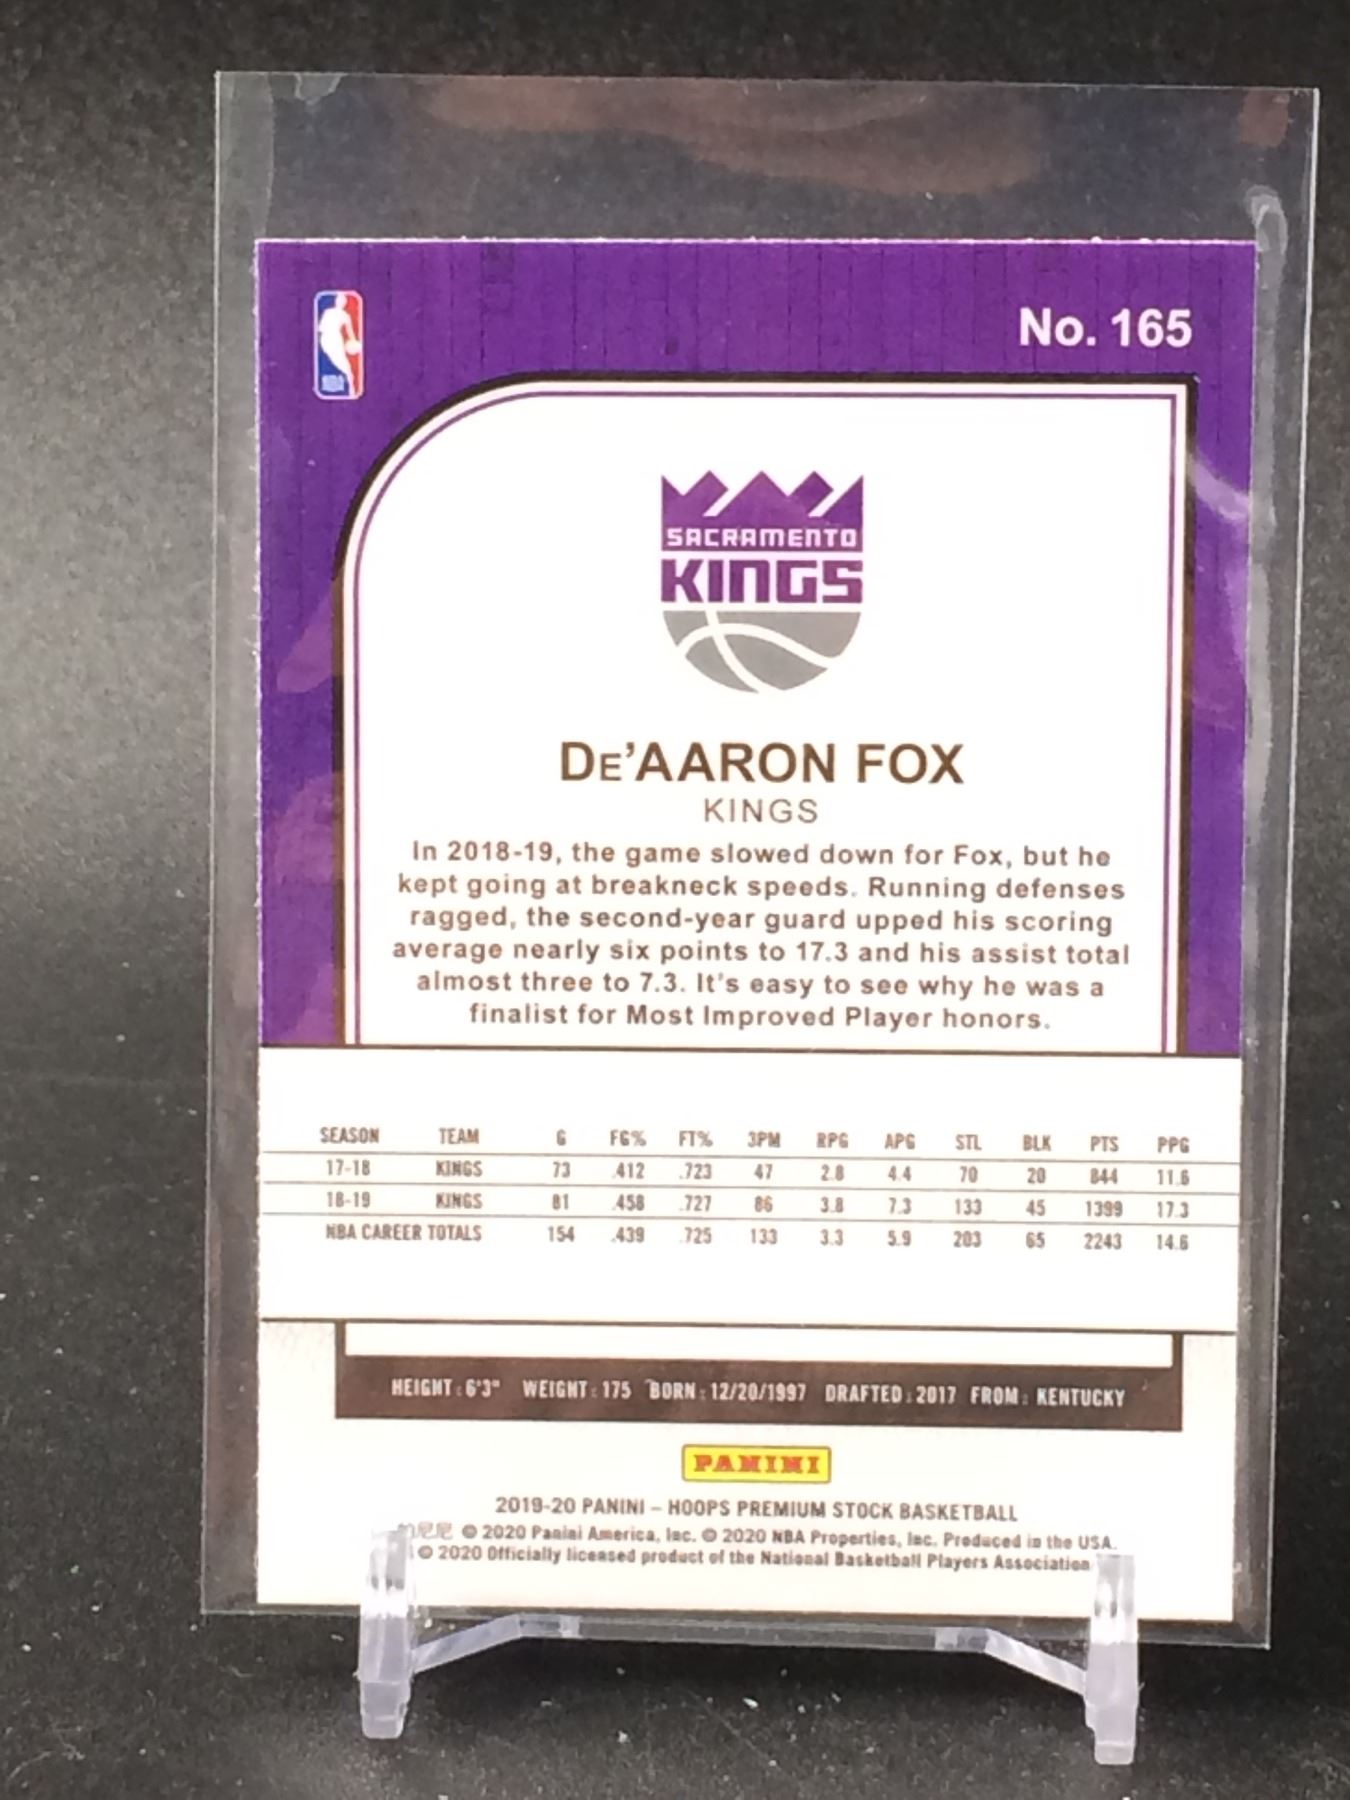 No. 165
NBA
SACRAMENTO
KINGS
DE'AARON FOX
KINGS
In 2018-19, the game slowed down for Fox, but he
kept going at breakneck speeds. Running defenses
ragged, the second-year guard upped his scoring
average nearly six points to 17.3 and his assist total
almost three to 7.3. It's easy to see why he was a
finalist for Most Improved Player honors.
SEASON TEAM G FG% FT% 3PM RPG APG STL BLK PTS PPG
17-18 KINGS 73 .412 .723 47 2.8 4.4 70 20 844 11.6
18-19 KINGS 81 .458 .727 86 3.8 7.3 133 45 1399 17.3
NBA CAREER TOTALS 154 .439 .725 133 3.3 5.9 203 65 2243 14.6
HEIGHT: 6'3" WEIGHT: 175 BORN: 12/20/1997 DRAFTED: 2017 FROM: KENTUCKY
PANINI
2019-20 PANINI – HOOPS PREMIUM STOCK BASKETBALL
尼尼 © 2020 Panini America, Inc. © 2020 NBA Properties, Inc. Produced in the USA.
© 2020 Officially licensed product of the National Basketball Players Association